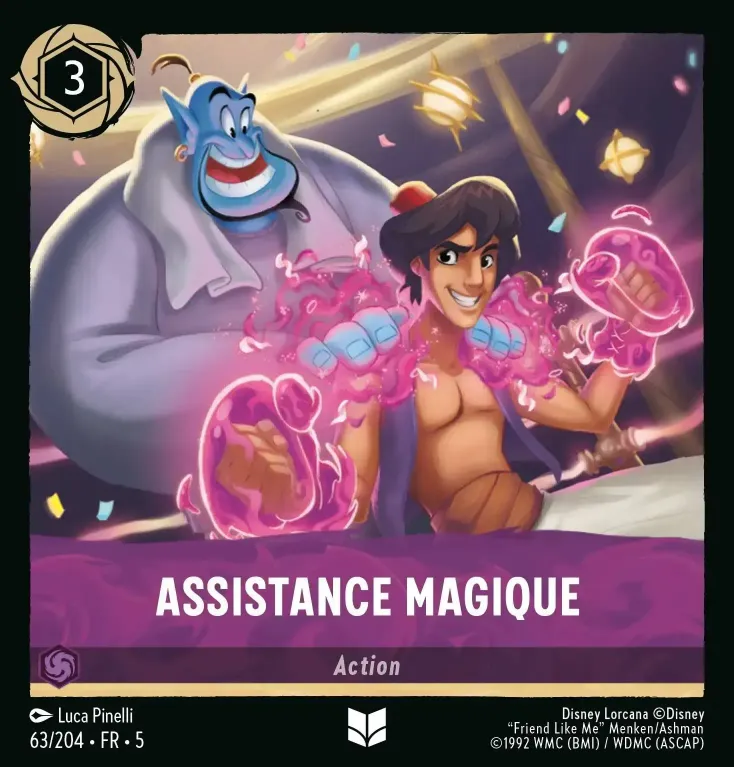 3
ASSISTANCE MAGIQUE
Action
Luca Pinelli
63/204 • FR • 5
Disney Lorcana ©Disney
“Friend Like Me” Menken/Ashman
©1992 WMC (BMI) / WDMC (ASCAP)